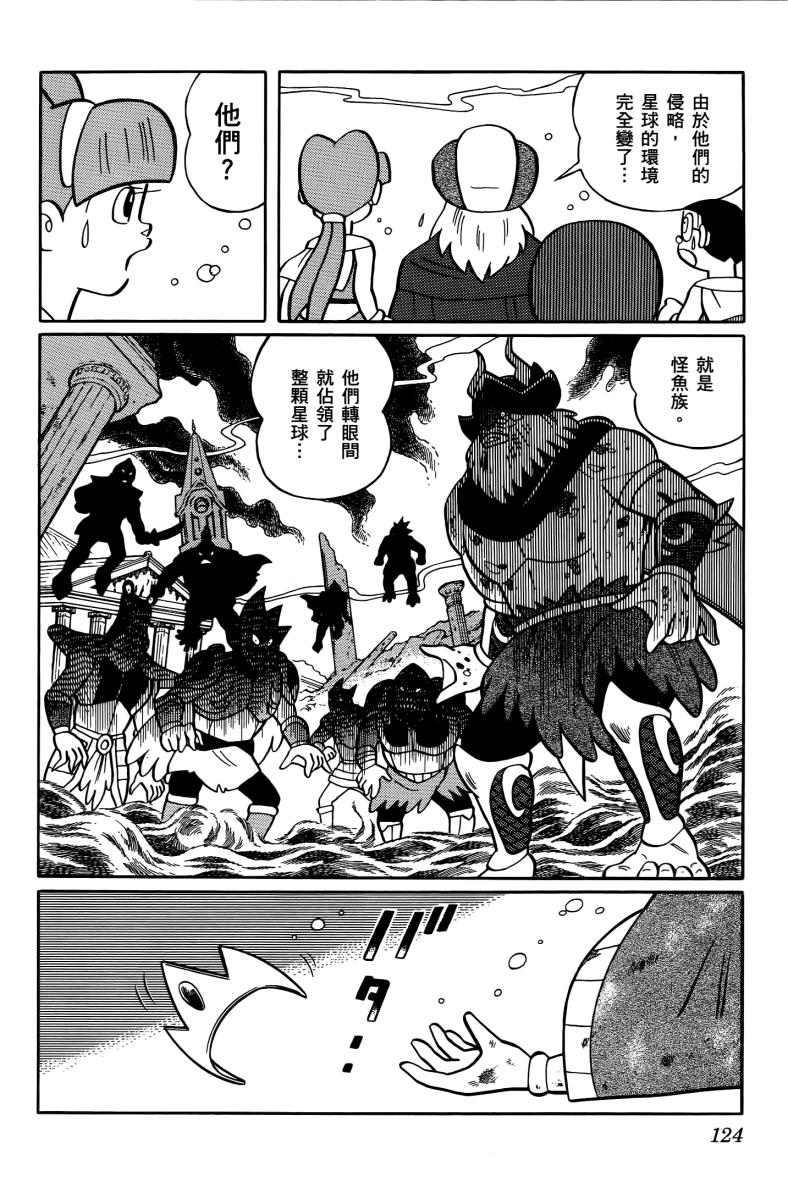 由於他們的
侵略，
星球的環境
完全變了…
他們？
就是
怪魚族。
他們轉眼間
就佔領了
整顆星球…
バタ‥
124